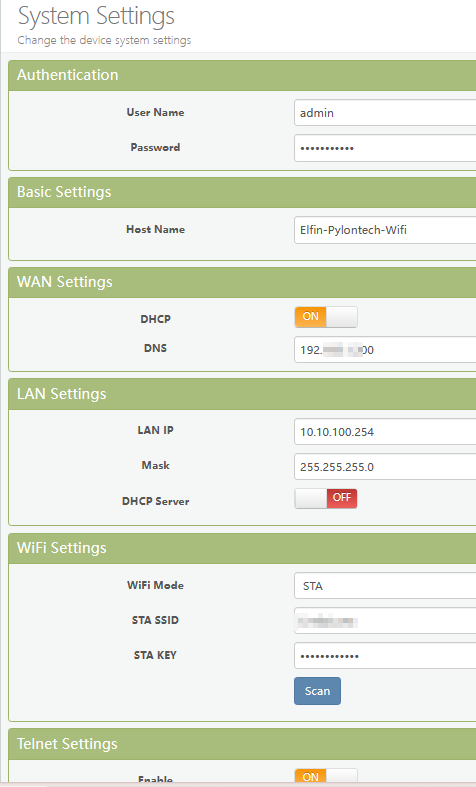 System Settings
Change the device system settings
Authentication
User Name admin
Password •••••••••••
Basic Settings
Host Name Elfin-Pylontech-Wifi
WAN Settings
DHCP ON
DNS 192. 00
LAN Settings
LAN IP 10.10.100.254
Mask 255.255.255.0
DHCP Server OFF
WiFi Settings
WiFi Mode STA
STA SSID
STA KEY ••••••••••••
Scan
Telnet Settings
Enable ON